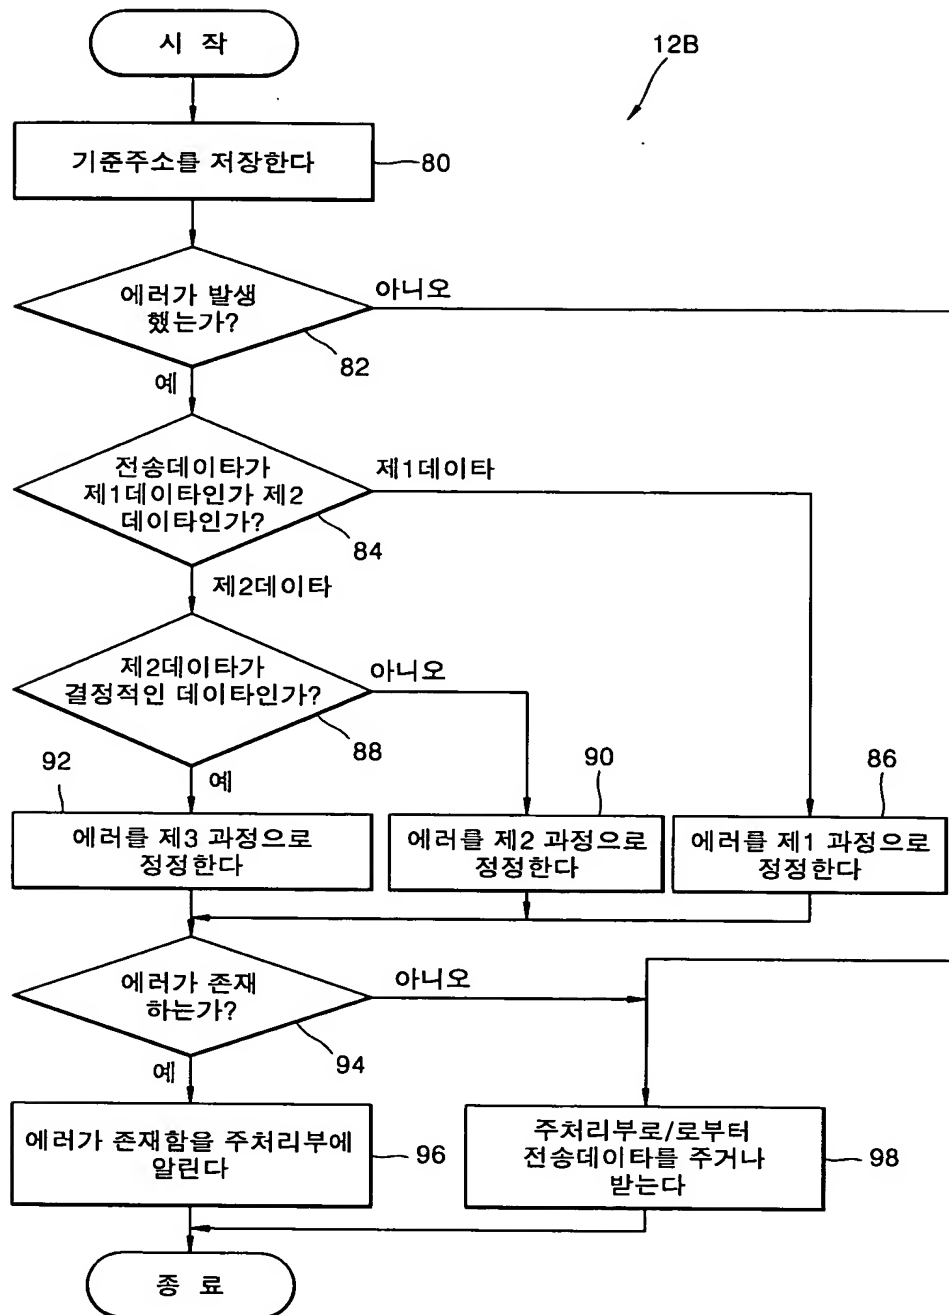 시 작
12B
기준주소를 저장한다
80
에러가 발생
했는가?
아니오
82
예
전송데이타가
제1데이타인가 제2
데이타인가?
제1데이타
84
제2데이타
제2데이타가
결정적인 데이타인가?
아니오
88
예
92
90
86
에러를 제3 과정으로
정정한다
에러를 제2 과정으로
정정한다
에러를 제1 과정으로
정정한다
에러가 존재
하는가?
아니오
94
예
에러가 존재함을 주처리부에
알린다
96
주처리부로/로부터
전송데이타를 주거나
받는다
98
종 료